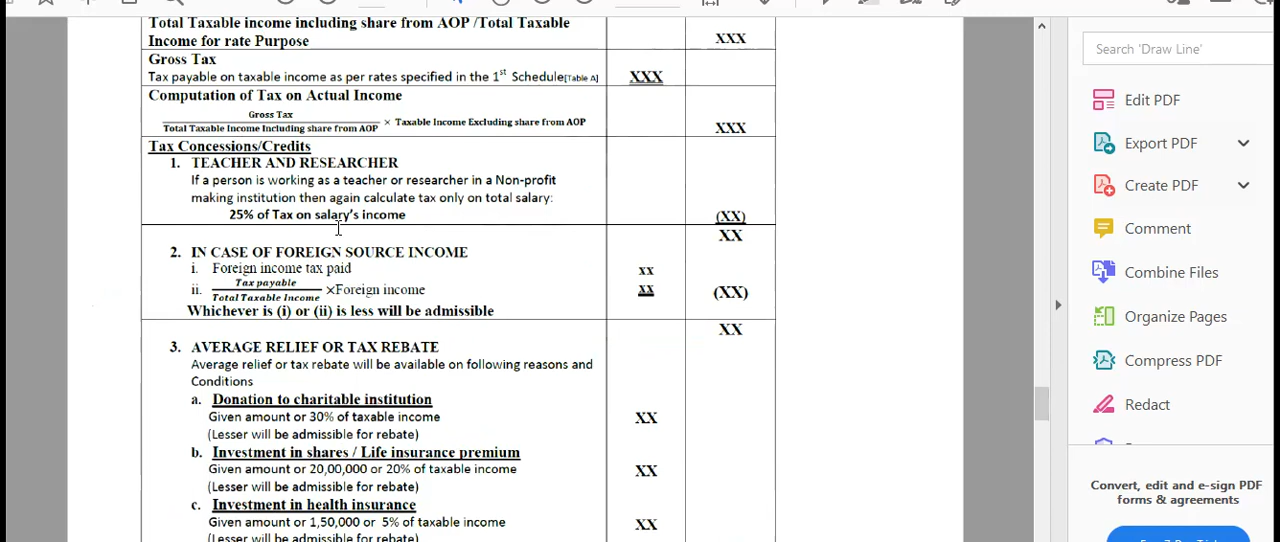 Total Taxable income including share from AOP /Total Taxable
Income for rate Purpose
XXX
Gross Tax
Tax payable on taxable income as per rates specified in the 1st Schedule[Table A]
XXX
Computation of Tax on Actual Income
Gross Tax
Total Taxable Income Including share from AOP
× Taxable Income Excluding share from AOP
XXX
Tax Concessions/Credits
1. TEACHER AND RESEARCHER
If a person is working as a teacher or researcher in a Non-profit
making institution then again calculate tax only on total salary:
25% of Tax on salary's income
(XX)
XX
2. IN CASE OF FOREIGN SOURCE INCOME
i. Foreign income tax paid
xx
ii. Tax payable
Total Taxable Income
×Foreign income
xx
(XX)
Whichever is (i) or (ii) is less will be admissible
XX
3. AVERAGE RELIEF OR TAX REBATE
Average relief or tax rebate will be available on following reasons and
Conditions
a. Donation to charitable institution
Given amount or 30% of taxable income
XX
(Lesser will be admissible for rebate)
b. Investment in shares / Life insurance premium
Given amount or 20,00,000 or 20% of taxable income
XX
(Lesser will be admissible for rebate)
c. Investment in health insurance
Given amount or 1,50,000 or 5% of taxable income
XX
(Lesser will be admissible for rebate)
Search 'Draw Line'
Edit PDF
Export PDF
Create PDF
Comment
Combine Files
Organize Pages
Compress PDF
Redact
Convert, edit and e-sign PDF
forms & agreements